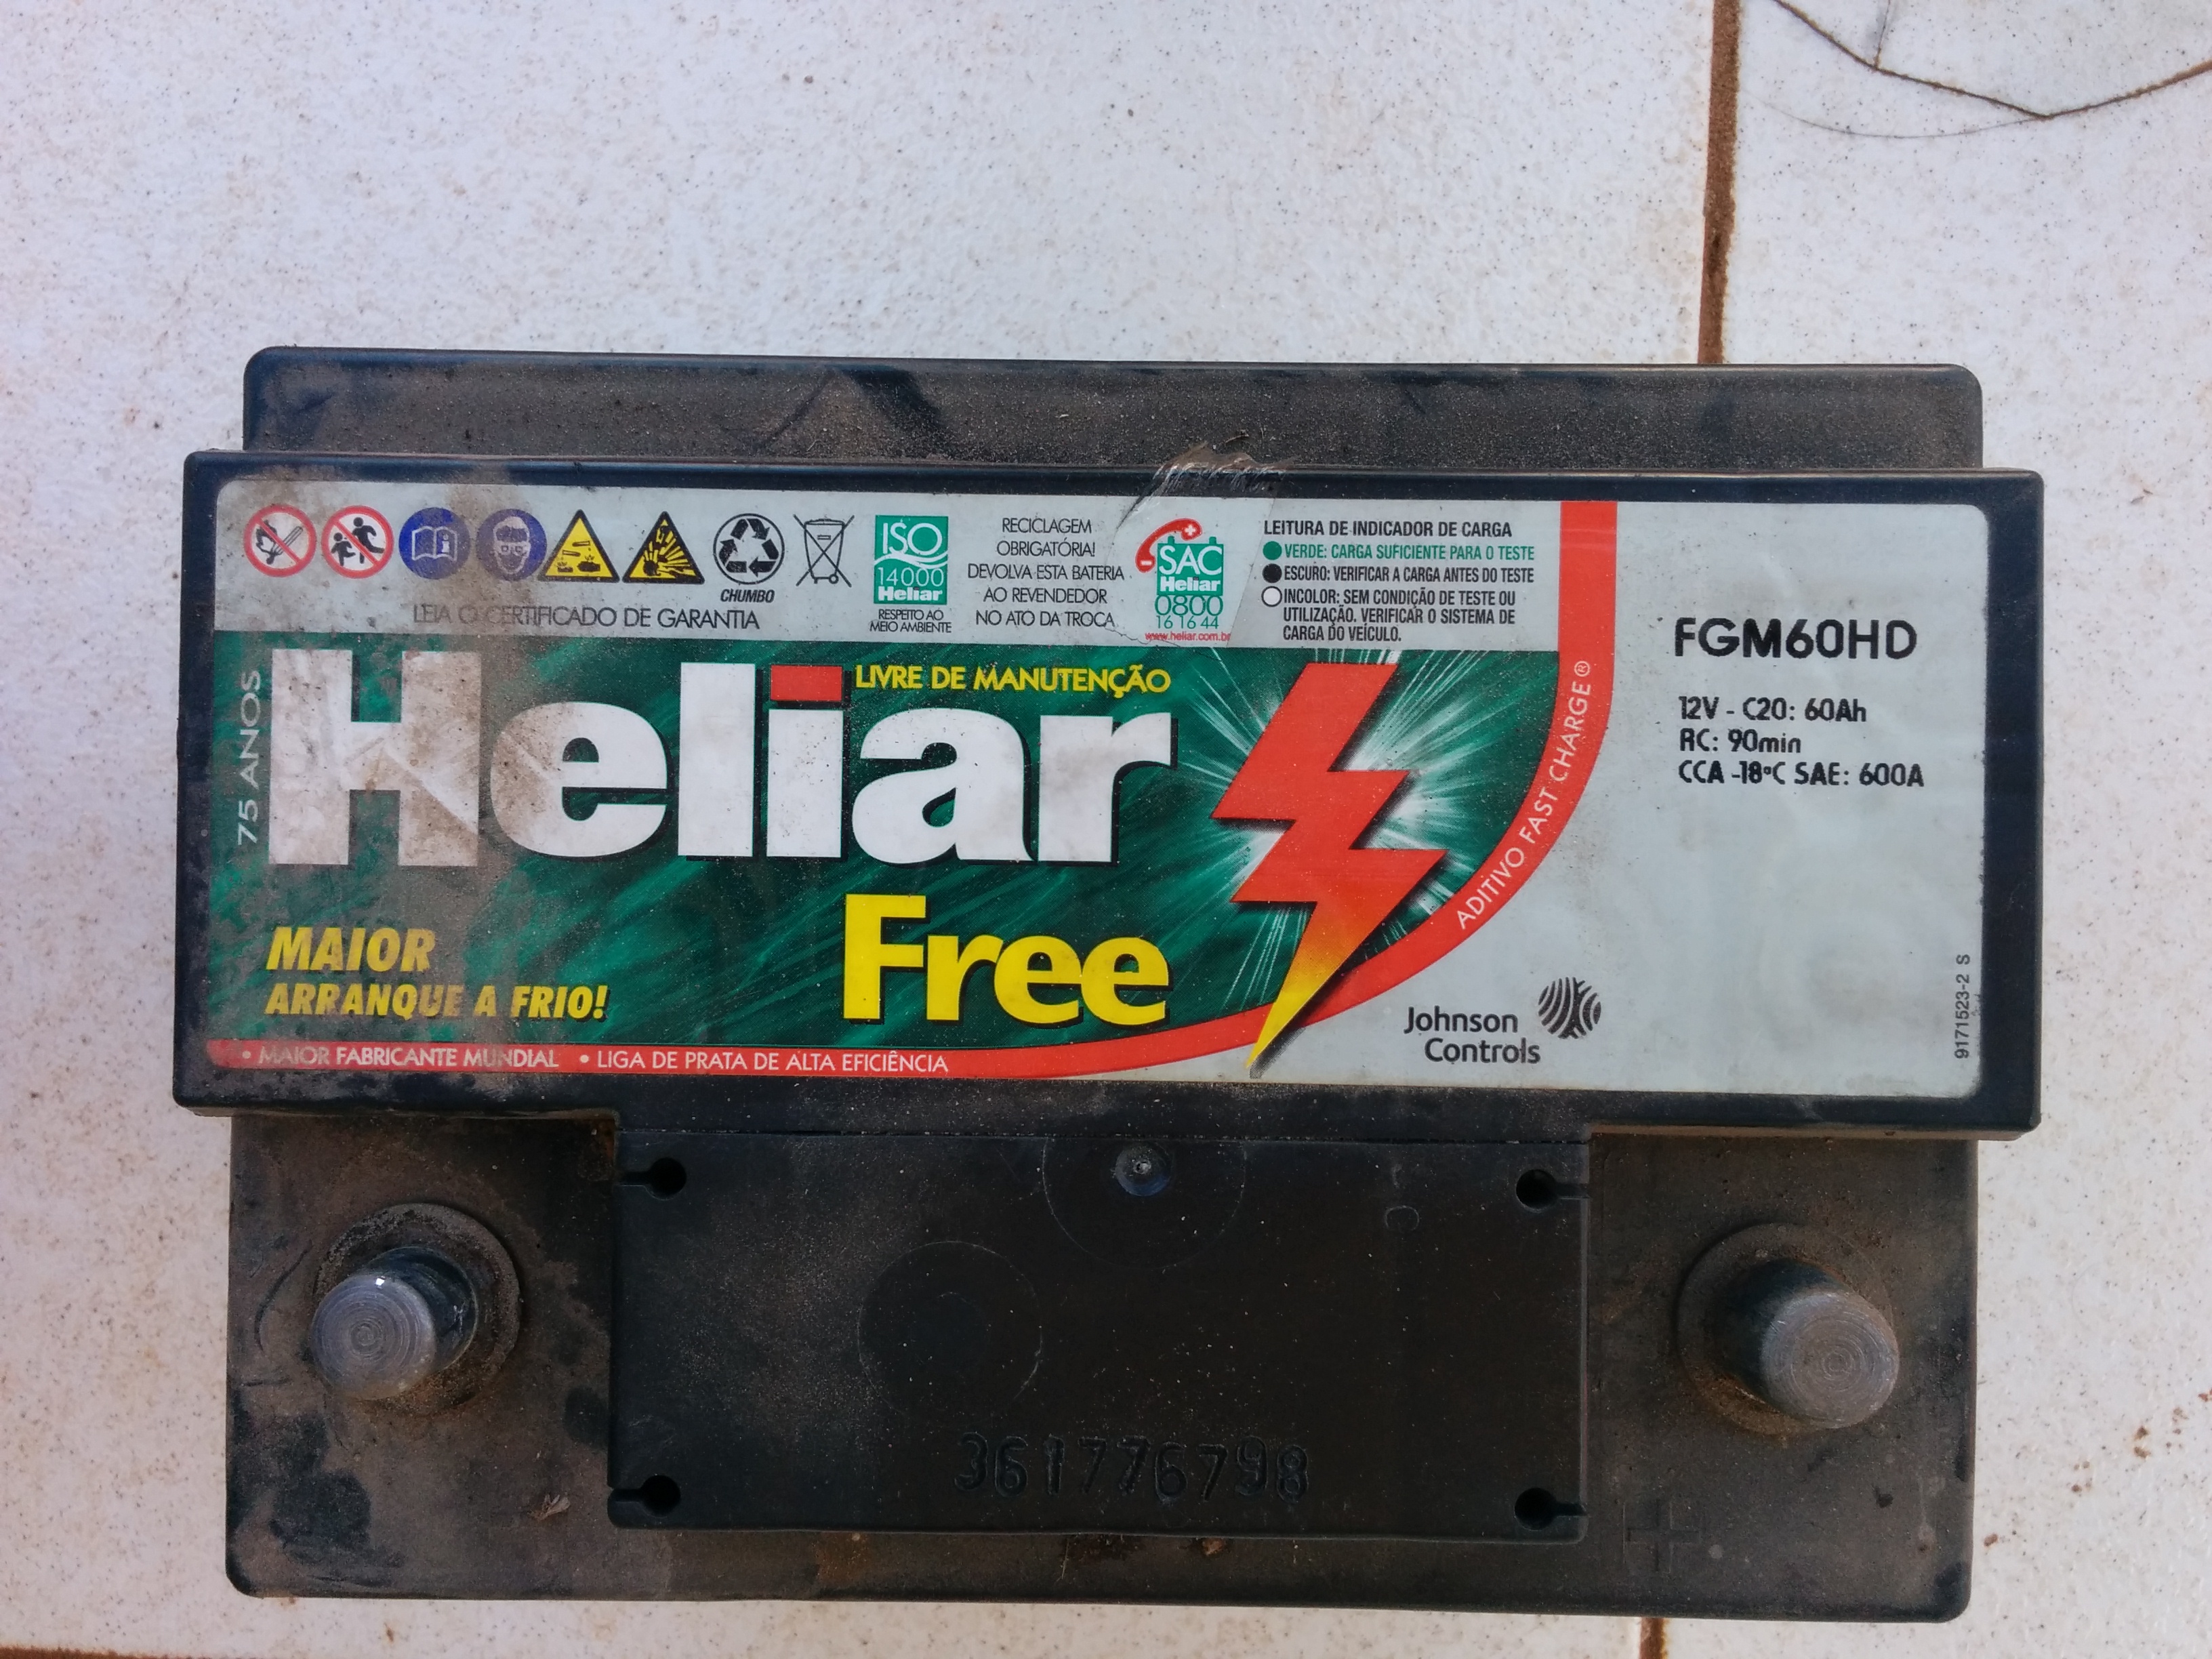 CHUMBO
LEIA O CERTIFICADO DE GARANTIA
ISO
14000
Heliar
RESPEITO AO
MEIO AMBIENTE
RECICLAGEM
OBRIGATÓRIA!
DEVOLVA ESTA BATERIA
AO REVENDEDOR
NO ATO DA TROCA
SAC
Heliar
0800
16 16 44
www.heliar.com.br
LEITURA DE INDICADOR DE CARGA
VERDE: CARGA SUFICIENTE PARA O TESTE
ESCURO: VERIFICAR A CARGA ANTES DO TESTE
INCOLOR: SEM CONDIÇÃO DE TESTE OU
UTILIZAÇÃO. VERIFICAR O SISTEMA DE
CARGA DO VEÍCULO.
75 ANOS
LIVRE DE MANUTENÇÃO
Heliar
Free
MAIOR
ARRANQUE A FRIO!
• MAIOR FABRICANTE MUNDIAL • LIGA DE PRATA DE ALTA EFICIÊNCIA
ADITIVO FAST CHARGE®
Johnson
Controls
FGM60HD
12V - C20: 60Ah
RC: 90min
CCA -18°C SAE: 600A
9171523-2 S
361776798
+